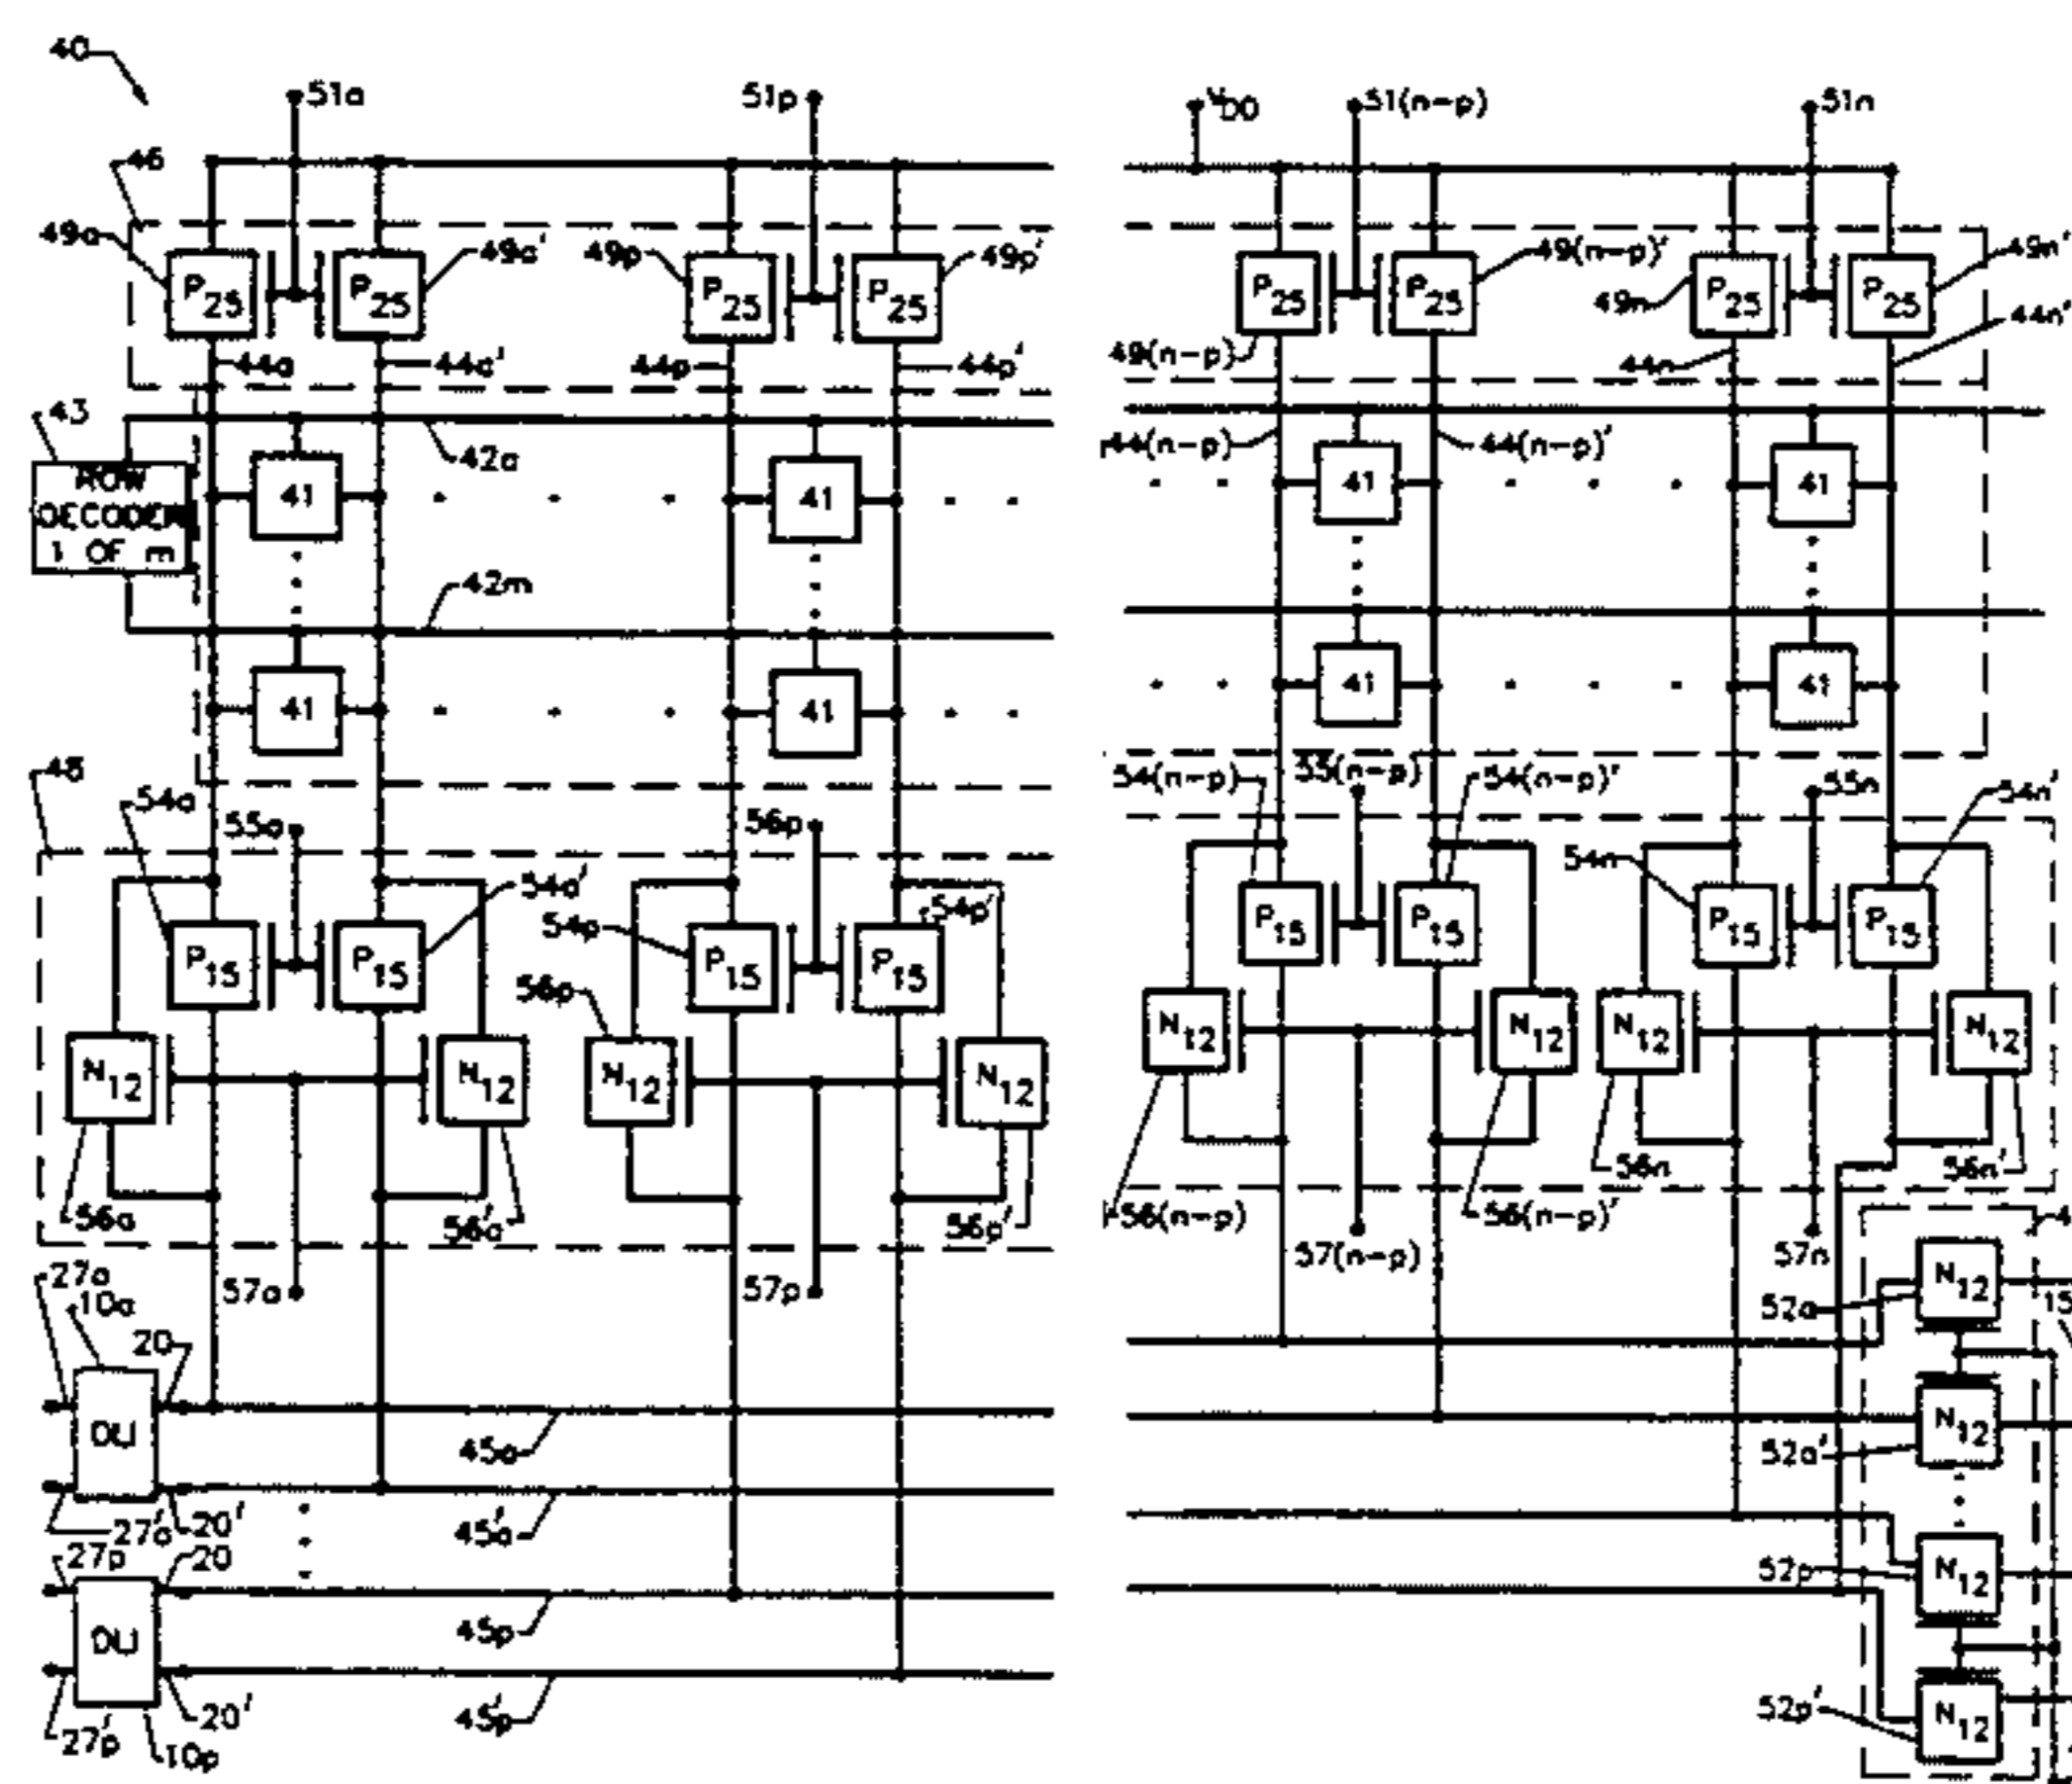 40
51a
51p
VDD
51(n-p)
51n
46
49a
P25
P25
49a'
49p
P25
P25
49p'
P25
P25
49(n-p)'
49n
P25
P25
49n'
44a
44a'
44p
44p'
49(n-p)
44n
44n'
43
42a
44(n-p)
44(n-p)'
ROW
DECODER
1 OF m
41
41
41
41
42m
41
41
41
41
48
54a
55a
56p
54(n-p)
55(n-p)
54(n-p)'
55n
54n'
54a'
54p
54p'
54n
P15
P15
P15
P15
P15
P15
P15
P15
56p
N12
N12
N12
N12
N12
N12
N12
N12
56a
56a'
56p'
56(n-p)
56(n-p)'
56n
56n'
57a
57p
57(n-p)
57n
4
27a
10a
20
DLI
45a
52a
N12
15
27a'
20'
45a'
52a'
N12
27p
20
DLI
45p
52p
N12
27p'
20'
10p
45p'
52p'
N12